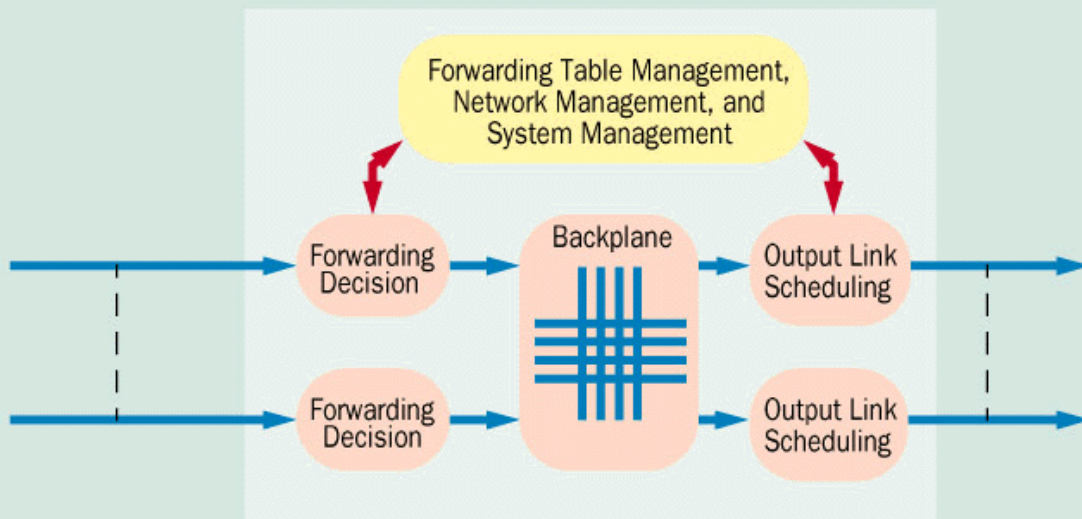 Forwarding Table Management,
Network Management, and
System Management
Forwarding
Decision
Backplane
Output Link
Scheduling
Forwarding
Decision
Output Link
Scheduling